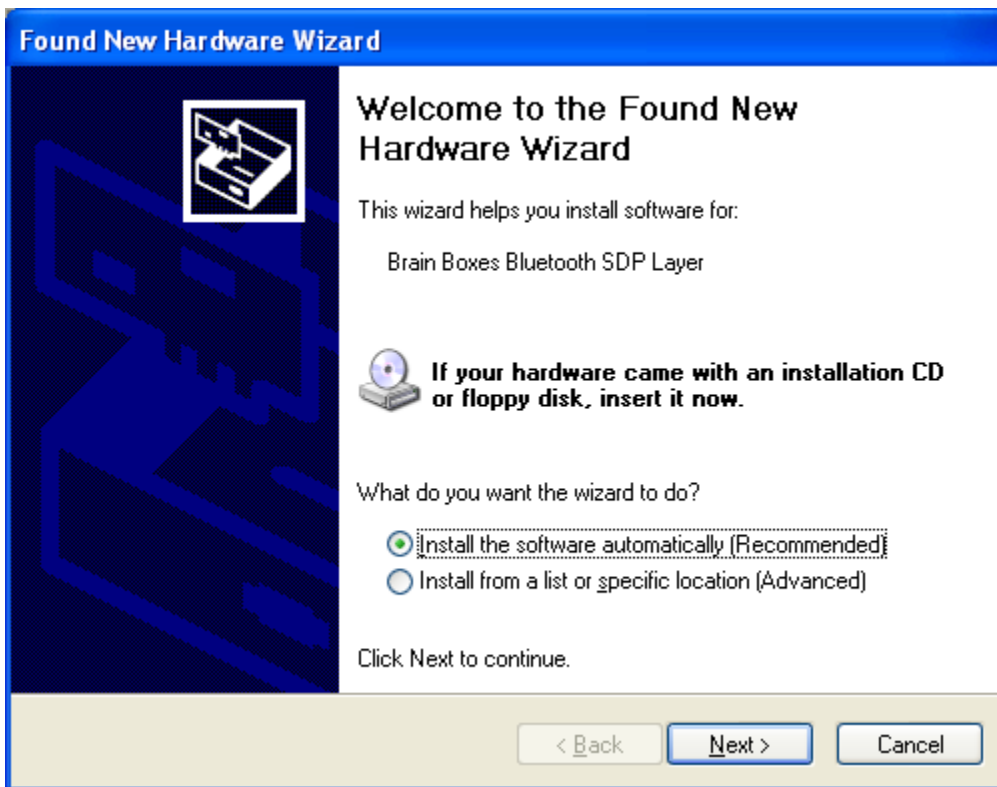 Found New Hardware Wizard
Welcome to the Found New
Hardware Wizard
This wizard helps you install software for:
Brain Boxes Bluetooth SDP Layer
If your hardware came with an installation CD
or floppy disk, insert it now.
What do you want the wizard to do?
Install the software automatically (Recommended)
Install from a list or specific location (Advanced)
Click Next to continue.
< Back Next > Cancel